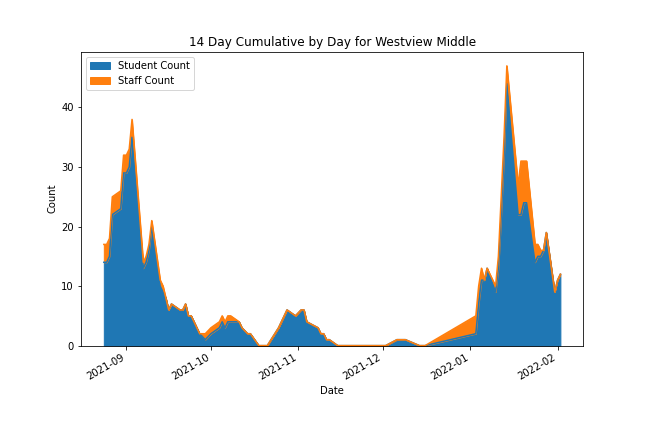 14 Day Cumulative by Day for Westview Middle
Student Count
Staff Count
Count
40
30
20
10
0
2021-09
2021-10
2021-11
2021-12
2022-01
2022-02
Date